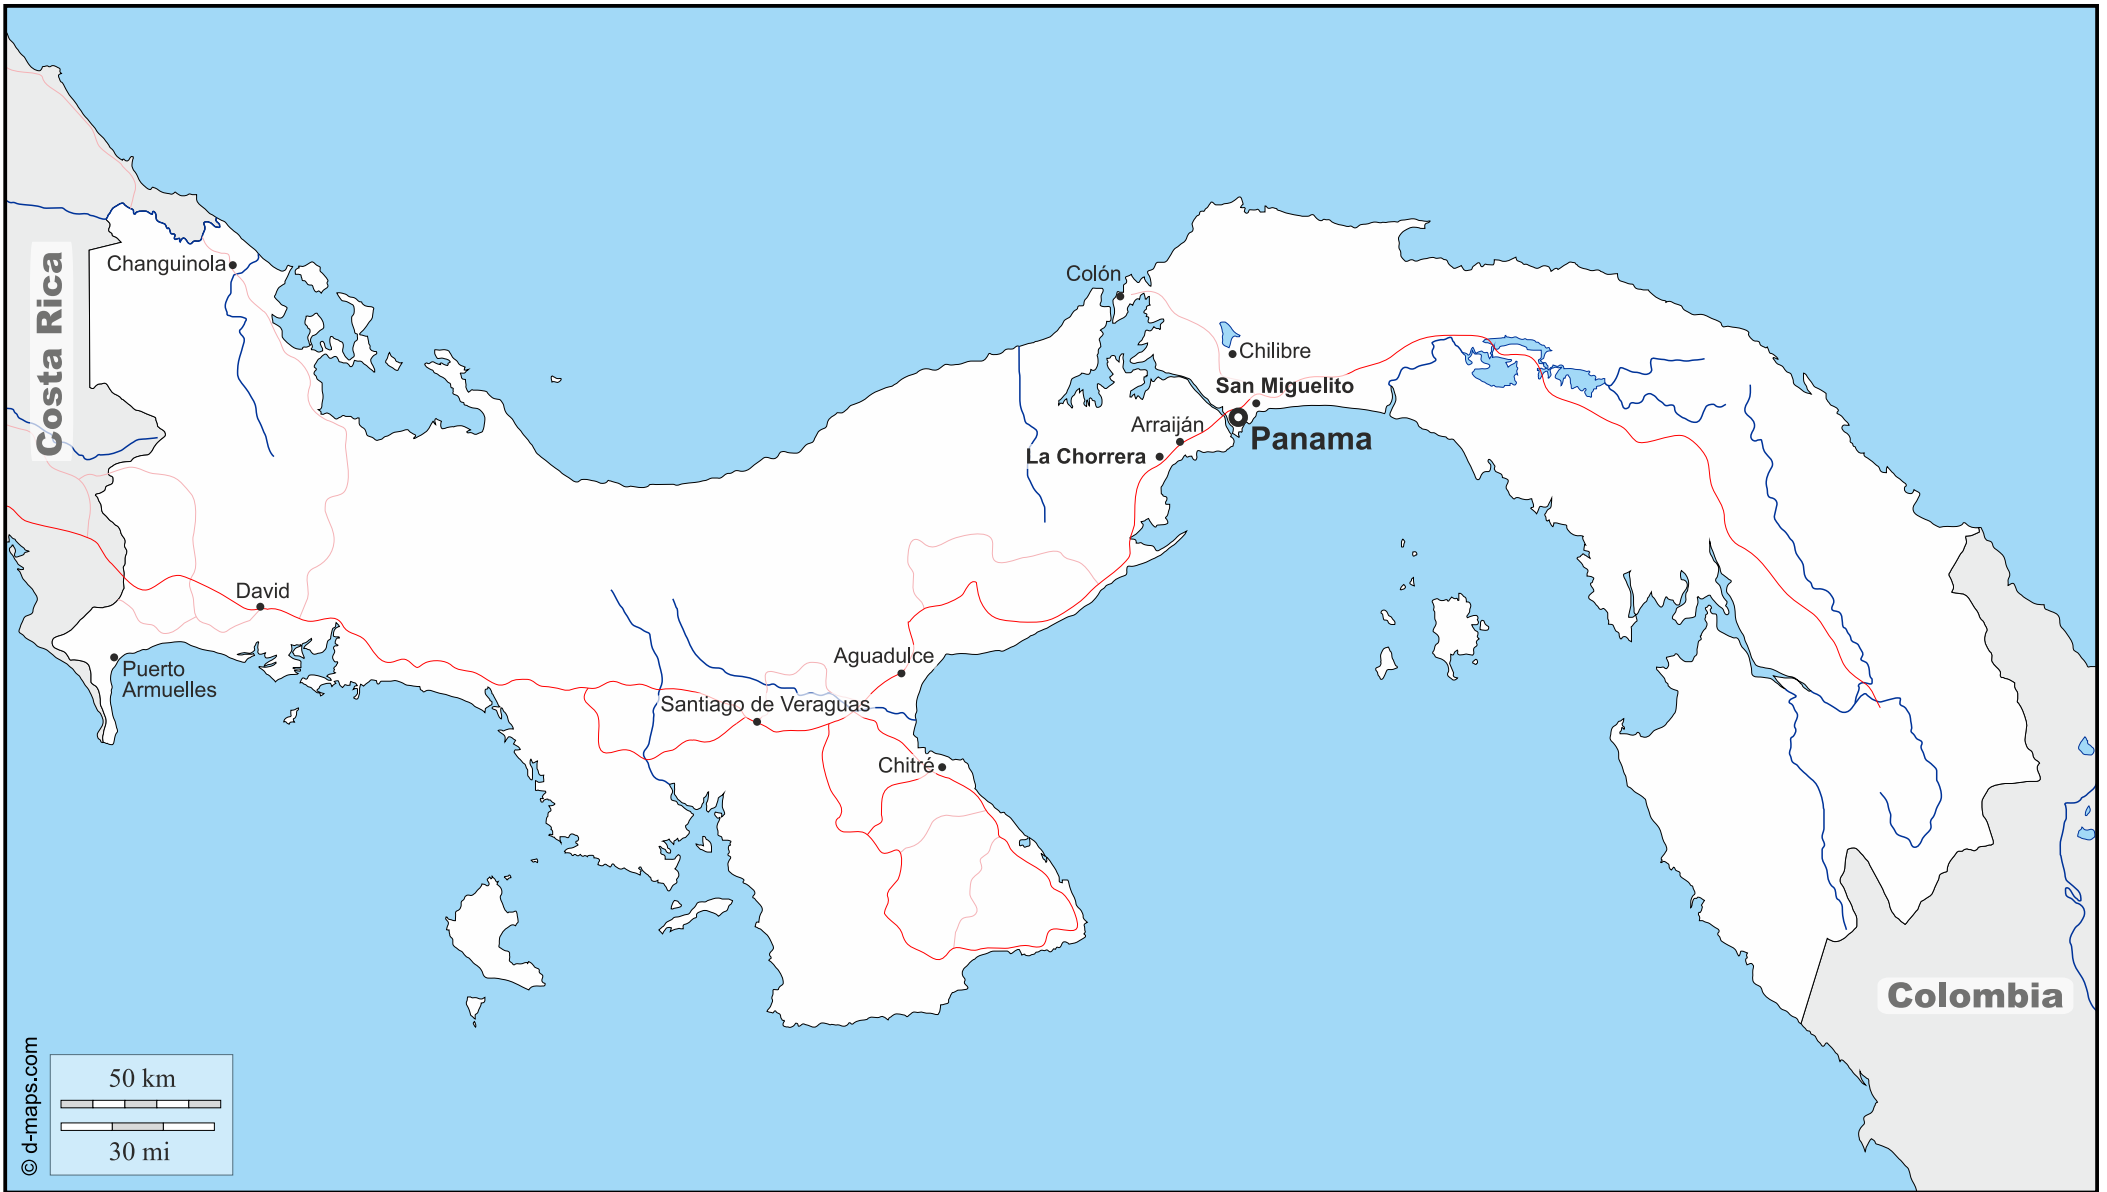 Costa Rica
Changuinola
Colón
Chilibre
San Miguelito
Arraiján
Panama
La Chorrera
David
Puerto
Armuelles
Aguadulce
Santiago de Veraguas
Chitré
Colombia
50 km
30 mi
© d-maps.com